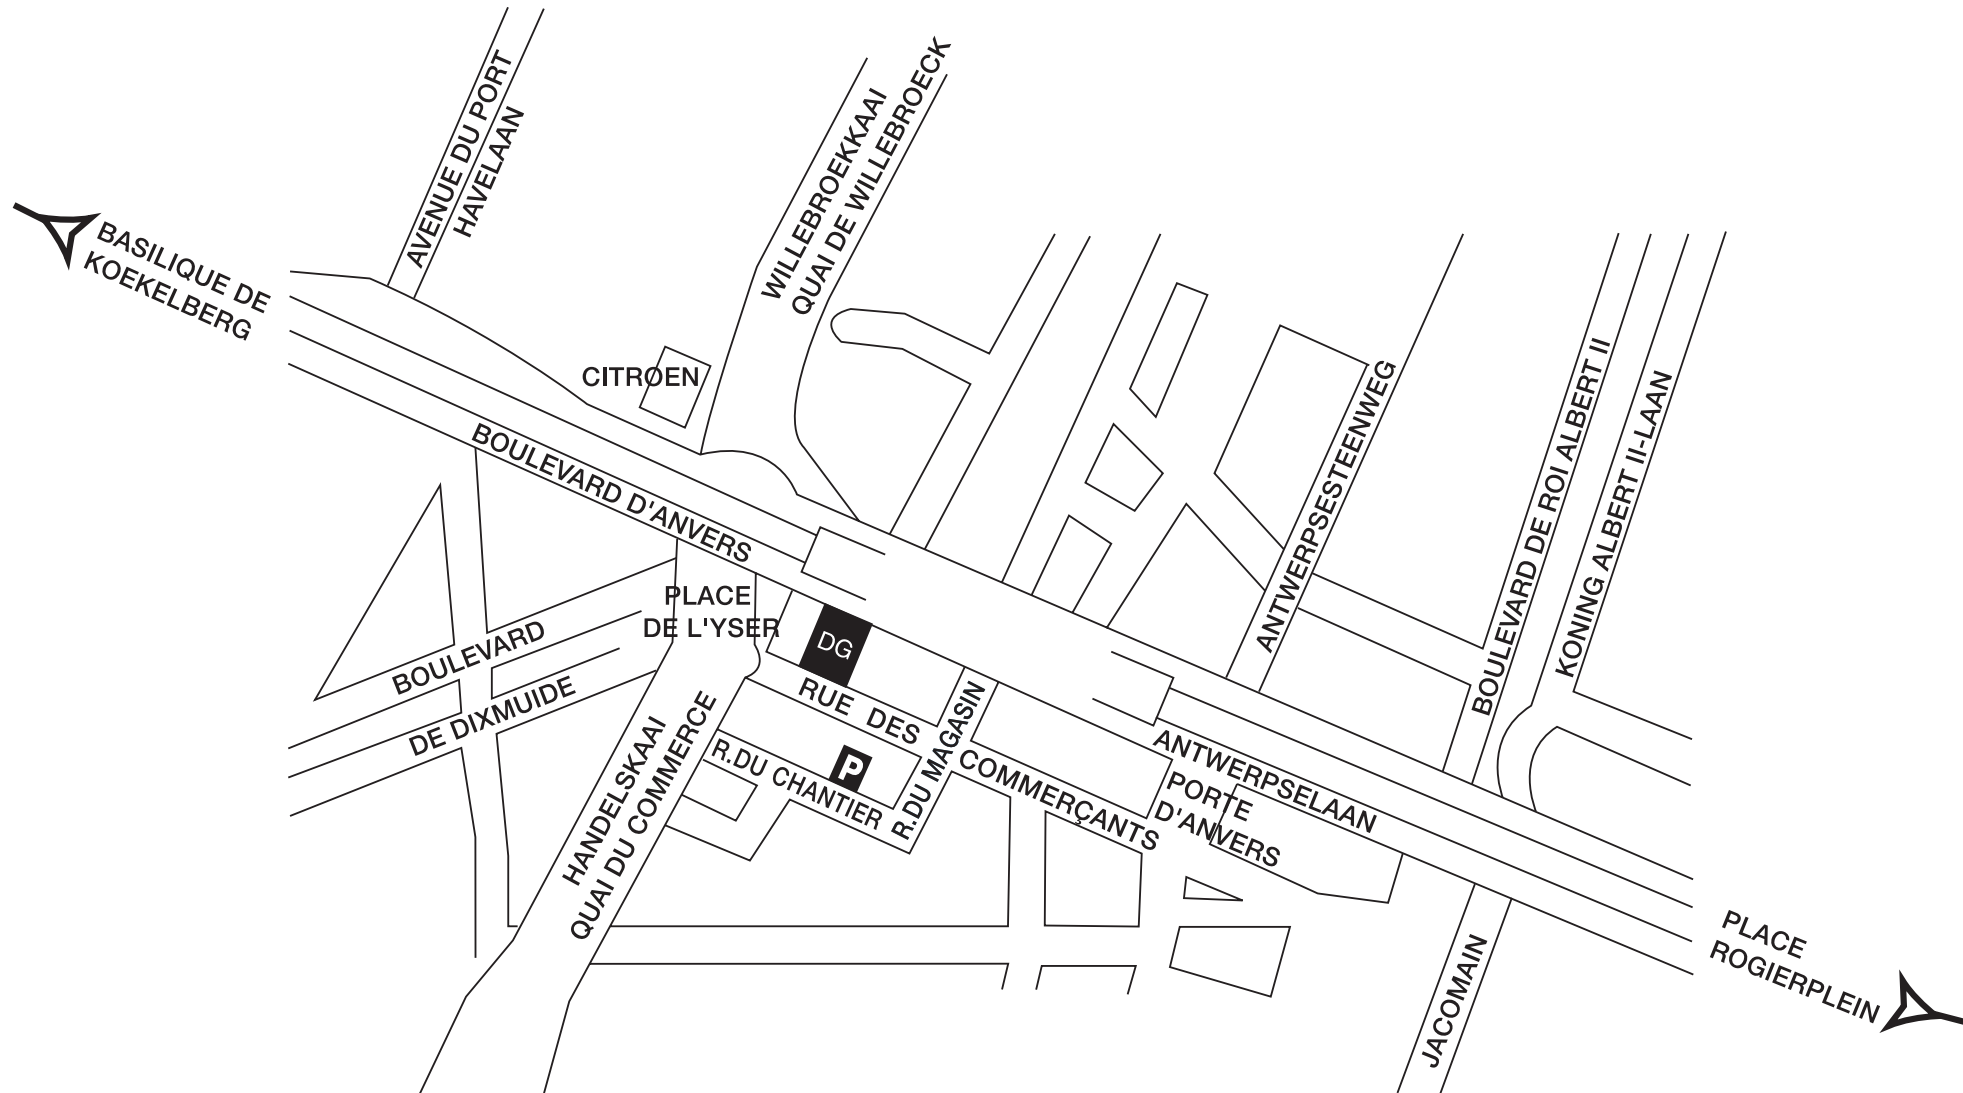 AVENUE DU PORT
HAVELAAN
WILLEBROEKKAAI
QUAI DE WILLEBROECK
BASILIQUE DE
KOEKELBERG
CITROEN
BOULEVARD D'ANVERS
ANTWERPSESTEENWEG
BOULEVARD DE ROI ALBERT II
KONING ALBERT II-LAAN
PLACE
DE L'YSER
DG
BOULEVARD
DE DIXMUIDE
RUE DES COMMERÇANTS
R.DU MAGASIN
R.DU CHANTIER
P
HANDELSKAAI
QUAI DU COMMERCE
ANTWERPSELAAN
PORTE
D'ANVERS
JACOMAIN
PLACE
ROGIERPLEIN